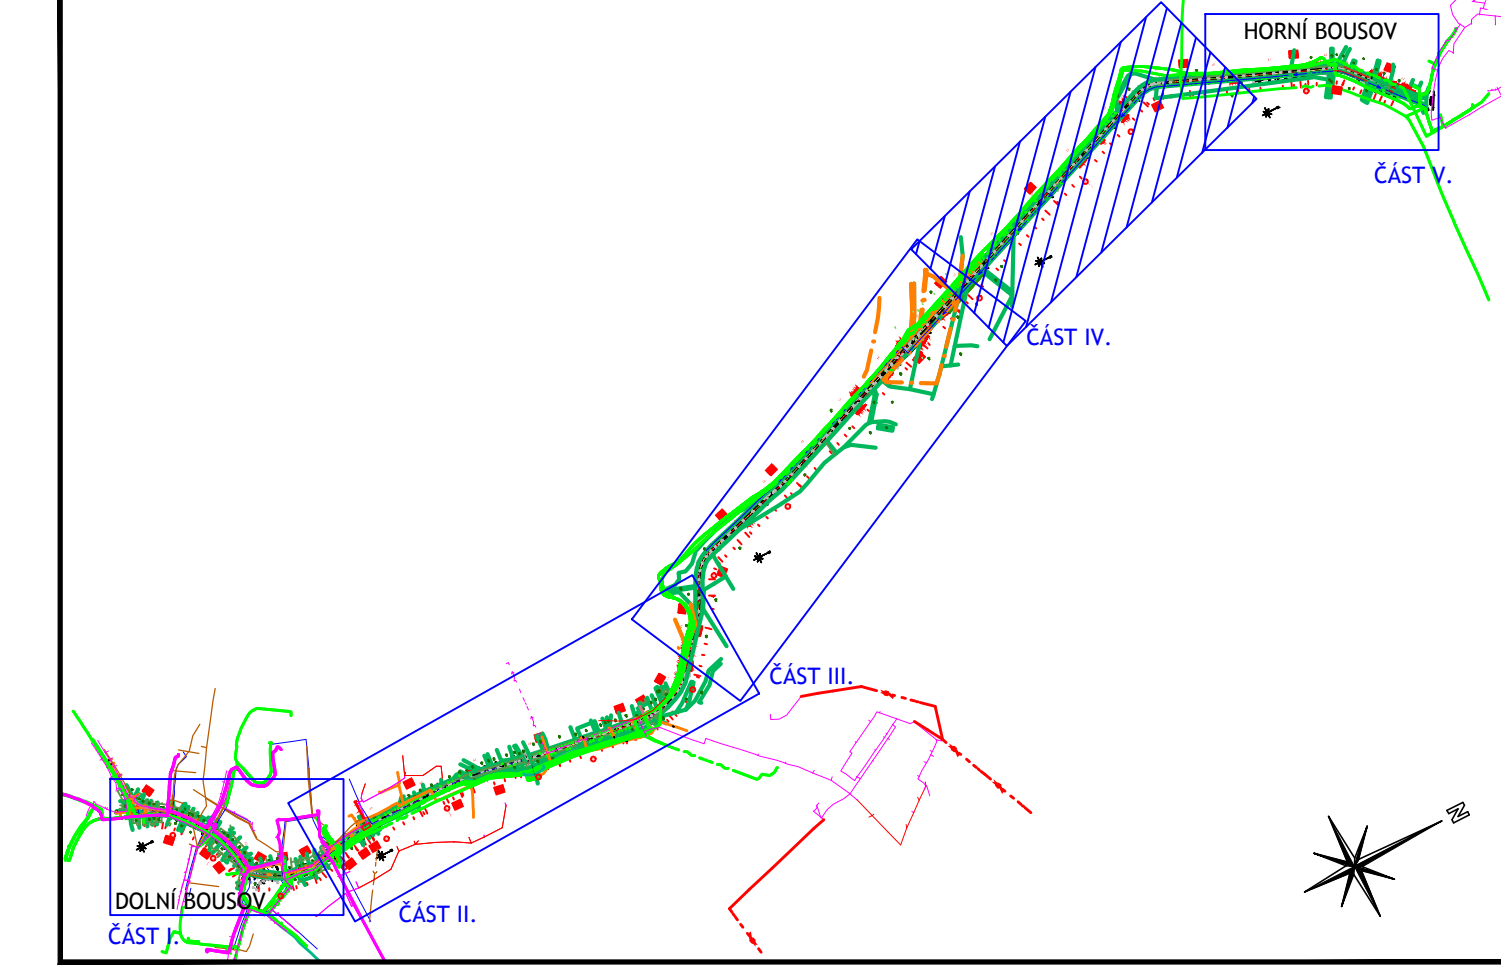 HORNÍ BOUSOV
ČÁST V.
ČÁST IV.
ČÁST III.
N
DOLNÍ BOUSOV
ČÁST II.
ČÁST I.